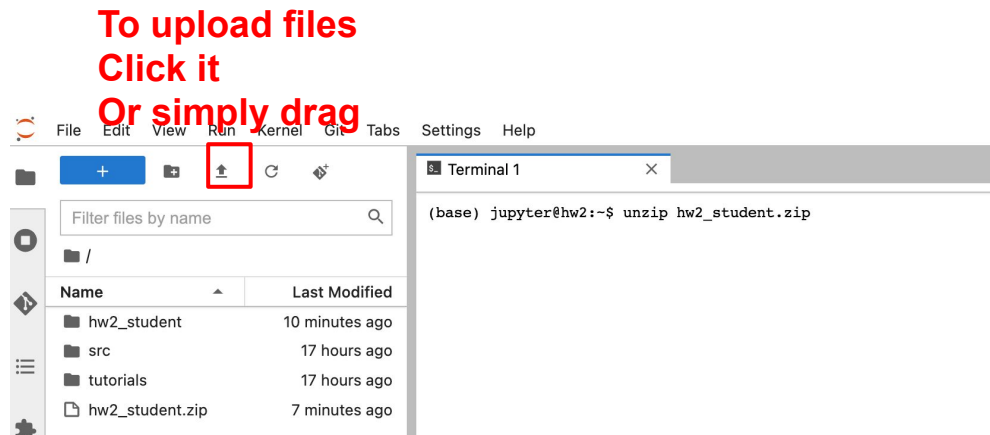 To upload files
Click it
Or simply drag
File Edit View Run Kernel Git Tabs Settings Help
+
Terminal 1
Filter files by name
(base) jupyter@hw2:~$ unzip hw2_student.zip
/
Name Last Modified
hw2_student 10 minutes ago
src 17 hours ago
tutorials 17 hours ago
hw2_student.zip 7 minutes ago